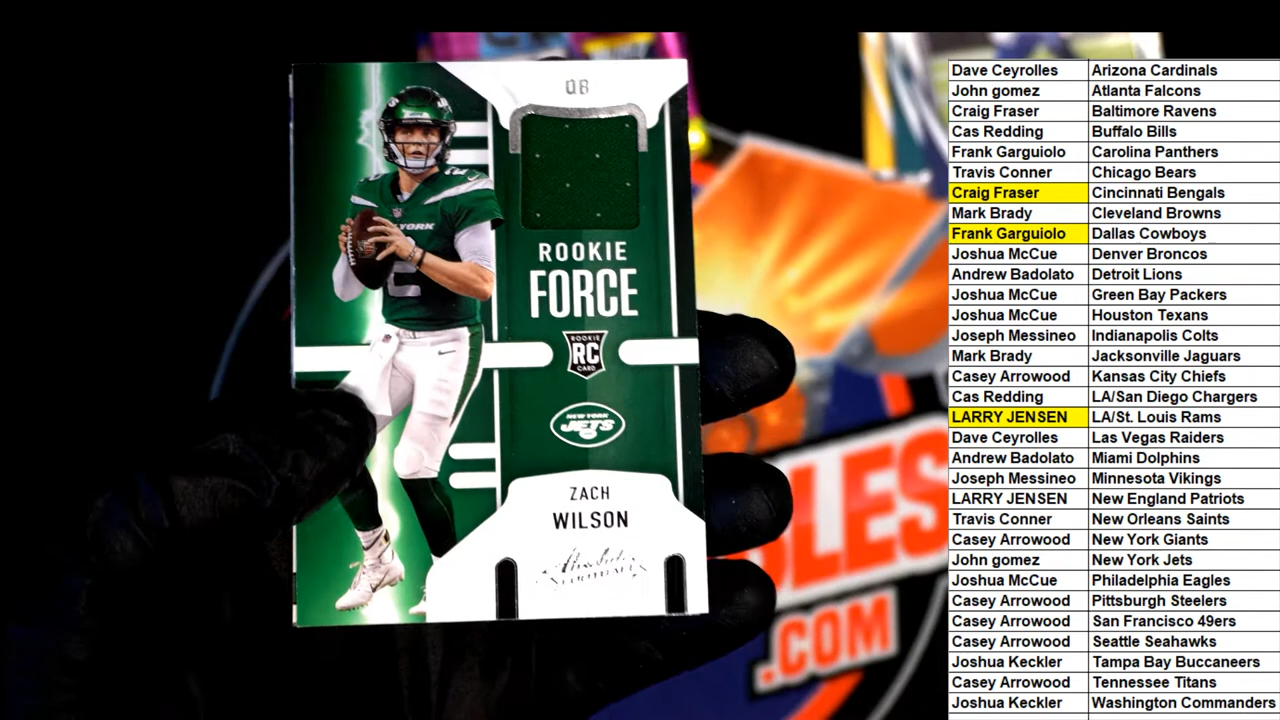 QB
YORK
2
ROOKIE
FORCE
ROOKIE
RC
CARD
NEW YORK
JETS
ZACH
WILSON
Absolute
FOOTBALL
LES
.COM
Dave Ceyrolles Arizona Cardinals
John gomez Atlanta Falcons
Craig Fraser Baltimore Ravens
Cas Redding Buffalo Bills
Frank Garguiolo Carolina Panthers
Travis Conner Chicago Bears
Craig Fraser Cincinnati Bengals
Mark Brady Cleveland Browns
Frank Garguiolo Dallas Cowboys
Joshua McCue Denver Broncos
Andrew Badolato Detroit Lions
Joshua McCue Green Bay Packers
Joshua McCue Houston Texans
Joseph Messineo Indianapolis Colts
Mark Brady Jacksonville Jaguars
Casey Arrowood Kansas City Chiefs
Cas Redding LA/San Diego Chargers
LARRY JENSEN LA/St. Louis Rams
Dave Ceyrolles Las Vegas Raiders
Andrew Badolato Miami Dolphins
Joseph Messineo Minnesota Vikings
LARRY JENSEN New England Patriots
Travis Conner New Orleans Saints
Casey Arrowood New York Giants
John gomez New York Jets
Joshua McCue Philadelphia Eagles
Casey Arrowood Pittsburgh Steelers
Casey Arrowood San Francisco 49ers
Casey Arrowood Seattle Seahawks
Joshua Keckler Tampa Bay Buccaneers
Casey Arrowood Tennessee Titans
Joshua Keckler Washington Commanders